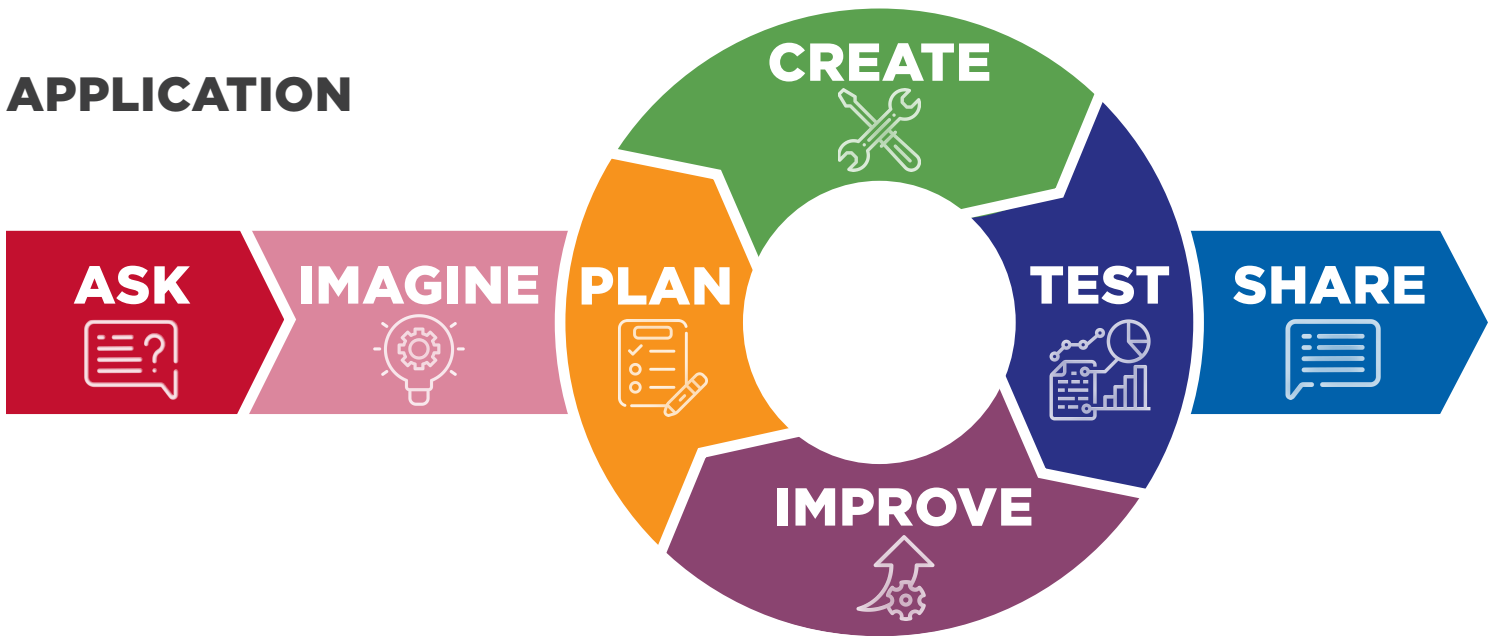 APPLICATION
ASK
IMAGINE
PLAN
CREATE
TEST
IMPROVE
SHARE